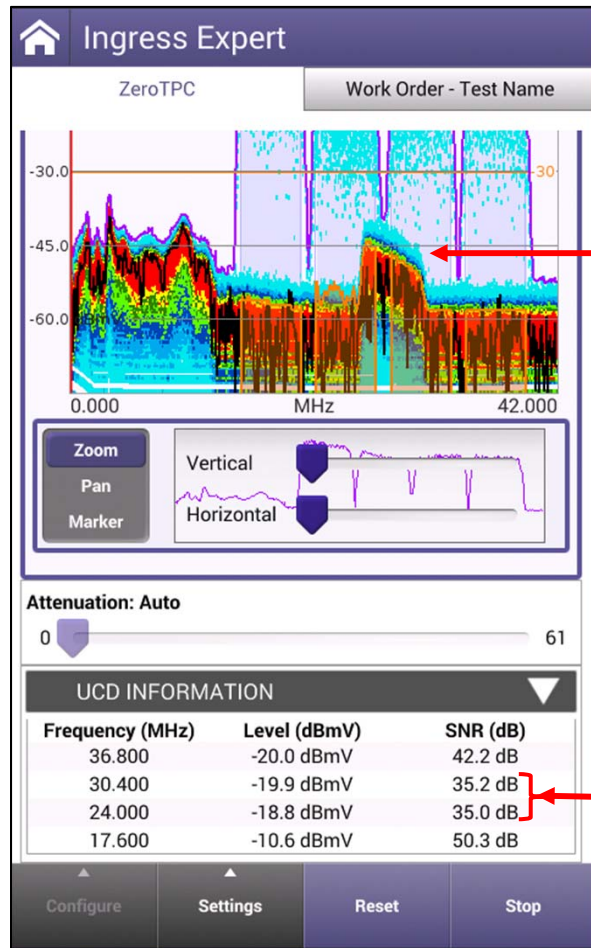 Ingress Expert
ZeroTPC
Work Order - Test Name
-30.0
-30
-45.0
-60.0
0.000 MHz 42.000
Zoom
Pan
Marker
Vertical
Horizontal
Attenuation: Auto
0 61
UCD INFORMATION
Frequency (MHz) Level (dBmV) SNR (dB)
36.800 -20.0 dBmV 42.2 dB
30.400 -19.9 dBmV 35.2 dB
24.000 -18.8 dBmV 35.0 dB
17.600 -10.6 dBmV 50.3 dB
Configure Settings Reset Stop